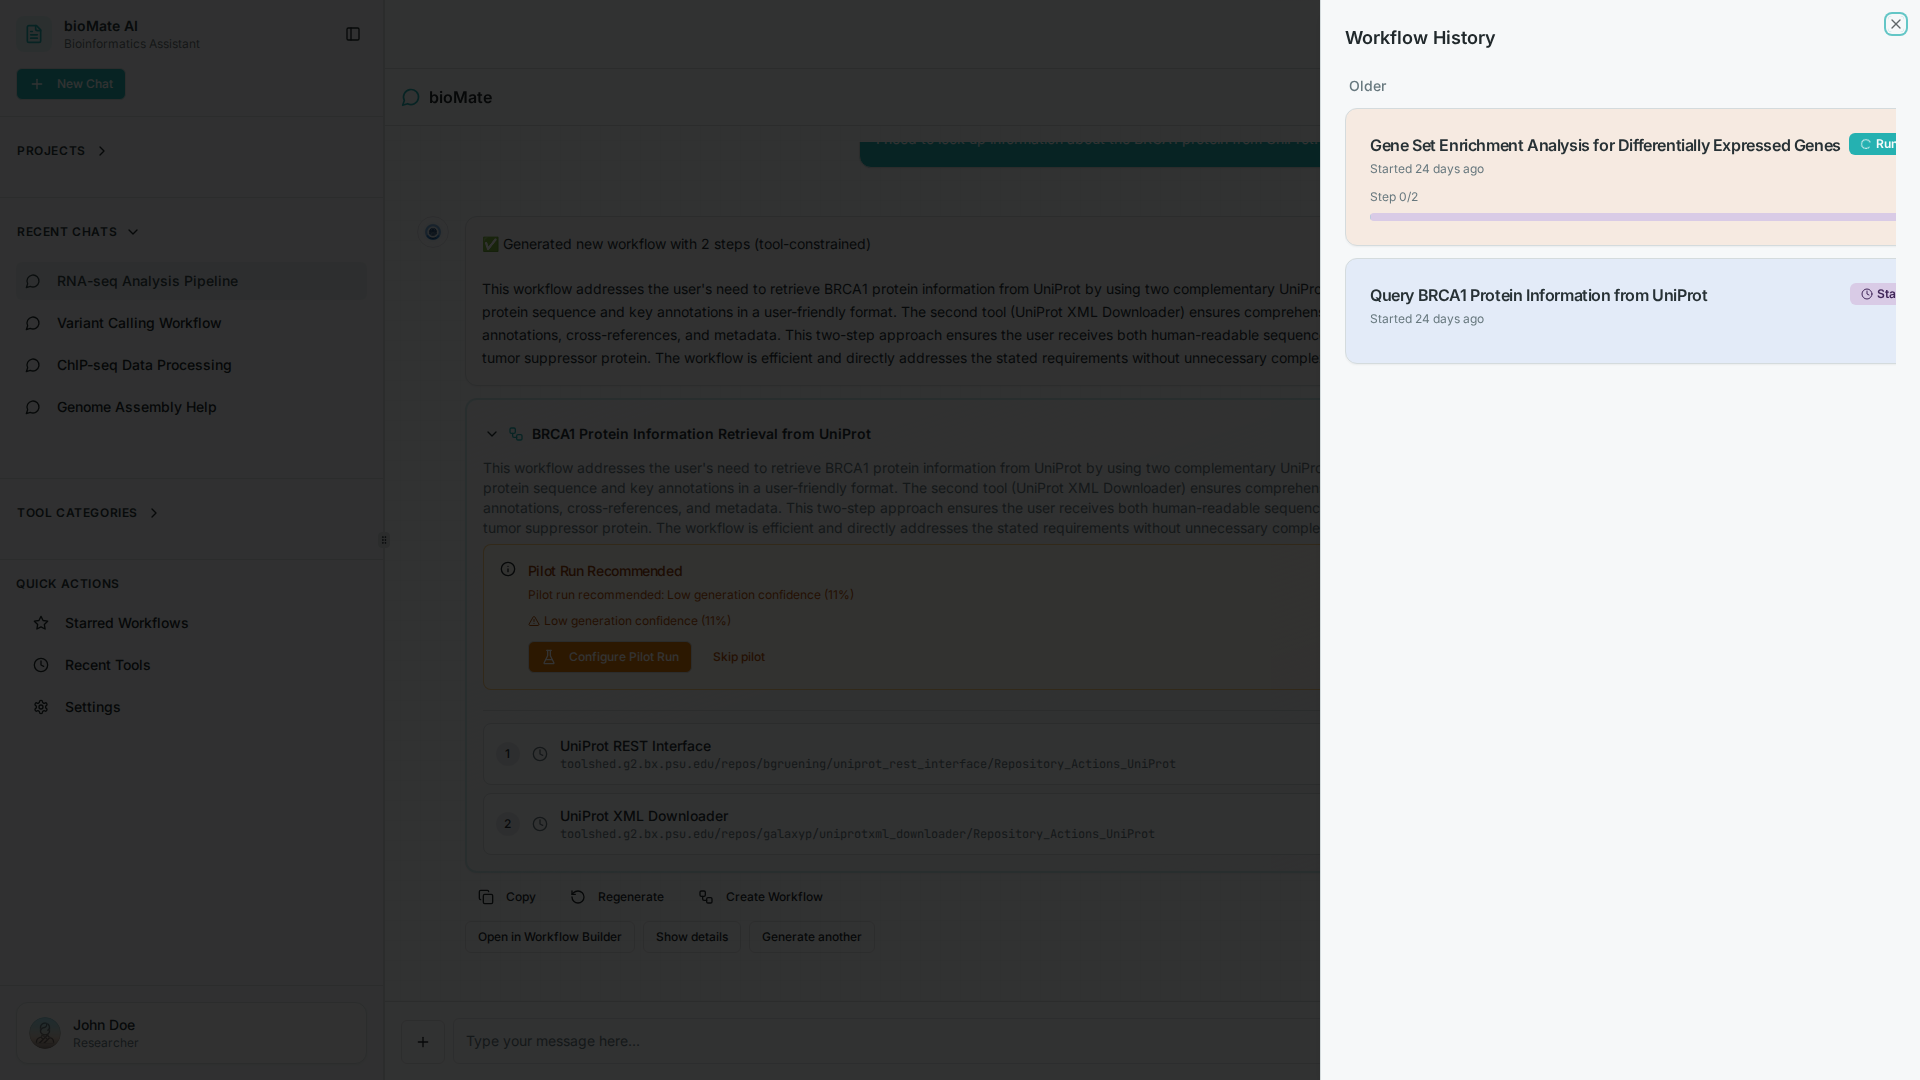 bioMate AI
Bioinformatics Assistant
New Chat
PROJECTS
RECENT CHATS
RNA-seq Analysis Pipeline
Variant Calling Workflow
ChIP-seq Data Processing
Genome Assembly Help
TOOL CATEGORIES
QUICK ACTIONS
Starred Workflows
Recent Tools
Settings
John Doe
Researcher
bioMate
✅ Generated new workflow with 2 steps (tool-constrained)
This workflow addresses the user's need to retrieve BRCA1 protein information from UniProt by using two complementary UniPro
protein sequence and key annotations in a user-friendly format. The second tool (UniProt XML Downloader) ensures comprehen
annotations, cross-references, and metadata. This two-step approach ensures the user receives both human-readable sequenc
tumor suppressor protein. The workflow is efficient and directly addresses the stated requirements without unnecessary comple
BRCA1 Protein Information Retrieval from UniProt
This workflow addresses the user's need to retrieve BRCA1 protein information from UniProt by using two complementary UniPro
protein sequence and key annotations in a user-friendly format. The second tool (UniProt XML Downloader) ensures comprehen
annotations, cross-references, and metadata. This two-step approach ensures the user receives both human-readable sequenc
tumor suppressor protein. The workflow is efficient and directly addresses the stated requirements without unnecessary comple
Pilot Run Recommended
Pilot run recommended: Low generation confidence (11%)
Low generation confidence (11%)
Configure Pilot Run Skip pilot
1 UniProt REST Interface
toolshed.g2.bx.psu.edu/repos/bgruening/uniprot_rest_interface/Repository_Actions_UniProt
2 UniProt XML Downloader
toolshed.g2.bx.psu.edu/repos/galaxyp/uniprotxml_downloader/Repository_Actions_UniProt
Copy Regenerate Create Workflow
Open in Workflow Builder Show details Generate another
Type your message here...
Workflow History
Older
Gene Set Enrichment Analysis for Differentially Expressed Genes Run
Started 24 days ago
Step 0/2
Query BRCA1 Protein Information from UniProt Sta
Started 24 days ago